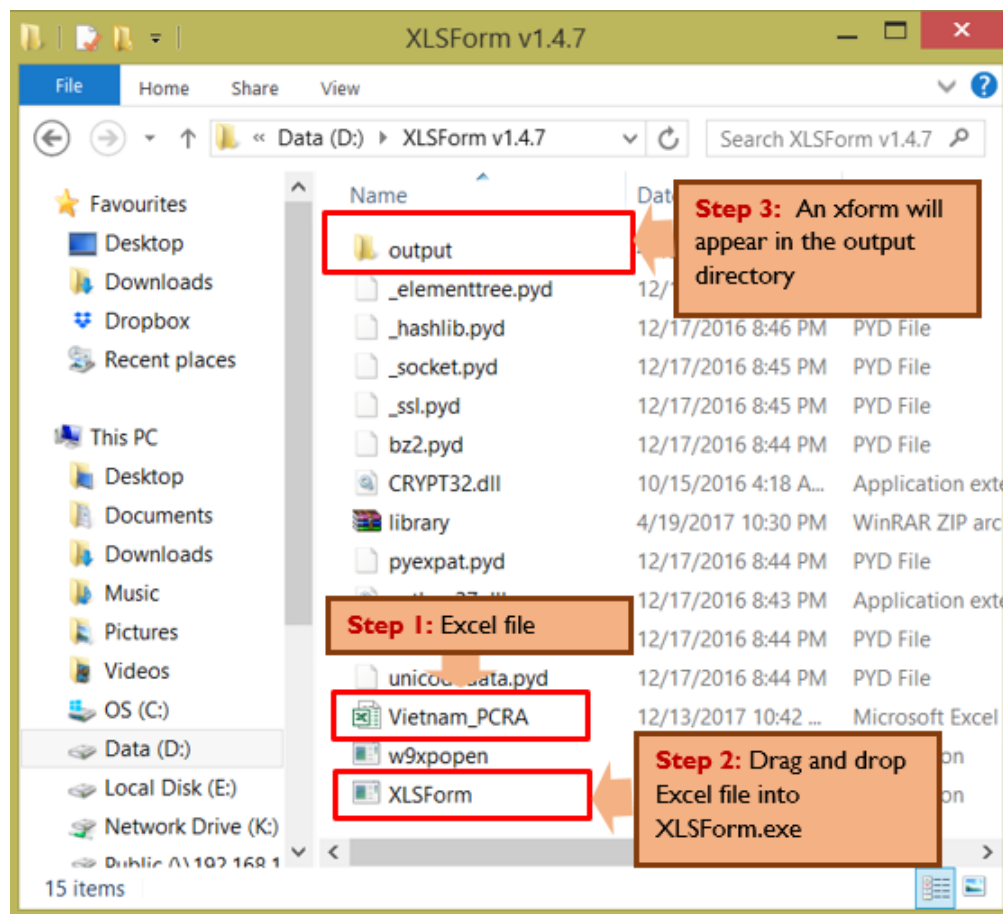 XLSForm v1.4.7
File Home Share View
« Data (D:) XLSForm v1.4.7 Search XLSForm v1.4.7
Favourites
Desktop
Downloads
Dropbox
Recent places
This PC
Desktop
Documents
Downloads
Music
Pictures
Videos
OS (C:)
Data (D:)
Local Disk (E:)
Network Drive (K:)
Name
output
_elementtree.pyd 12/
_hashlib.pyd 12/17/2016 8:46 PM PYD File
_socket.pyd 12/17/2016 8:45 PM PYD File
_ssl.pyd 12/17/2016 8:45 PM PYD File
bz2.pyd 12/17/2016 8:44 PM PYD File
CRYPT32.dll 10/15/2016 4:18 A... Application exte
library 4/19/2017 10:30 PM WinRAR ZIP arc
pyexpat.pyd 12/17/2016 8:44 PM PYD File
12/17/2016 8:43 PM Application exte
12/17/2016 8:44 PM PYD File
12/17/2016 8:44 PM PYD File
Vietnam_PCRA 12/13/2017 10:42 ... Microsoft Excel
w9xpopen on
XLSForm on
Step 3: An xform will
appear in the output
directory
Step 1: Excel file
Step 2: Drag and drop
Excel file into
XLSForm.exe
15 items